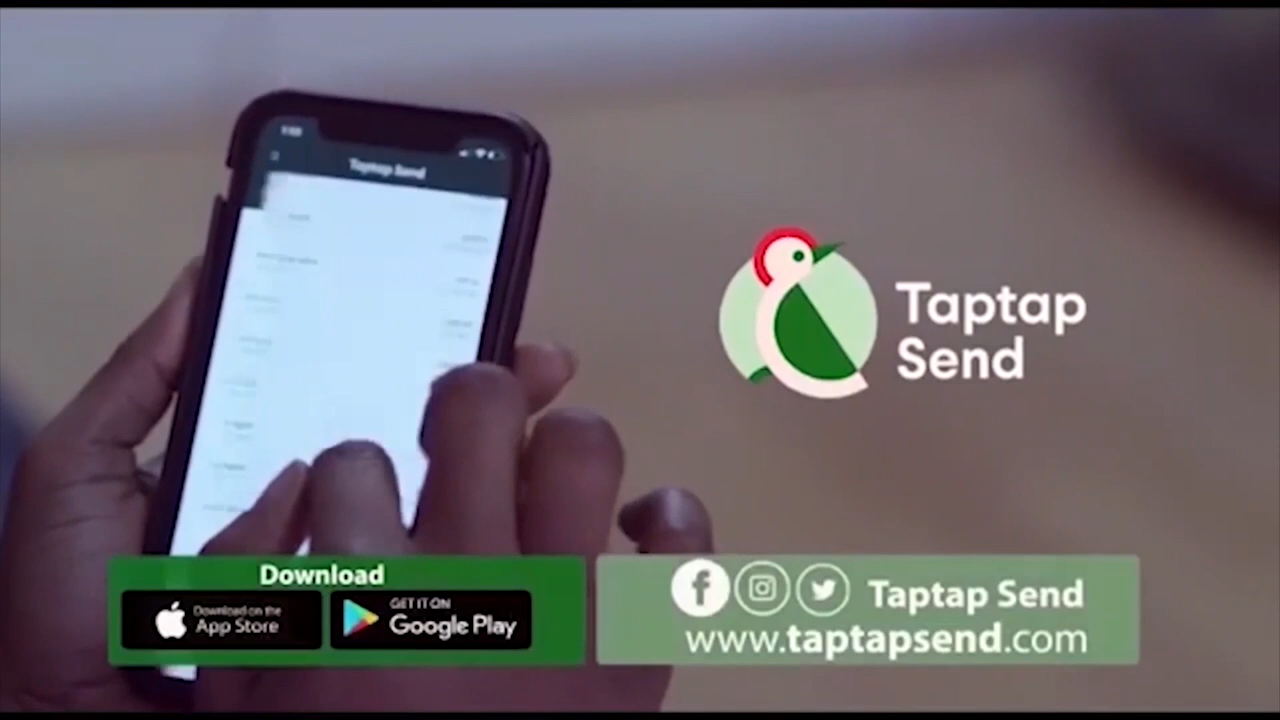 Taptap Send
Taptap
Send
Download
Download on the
App Store
GET IT ON
Google Play
Taptap Send
www.taptapsend.com